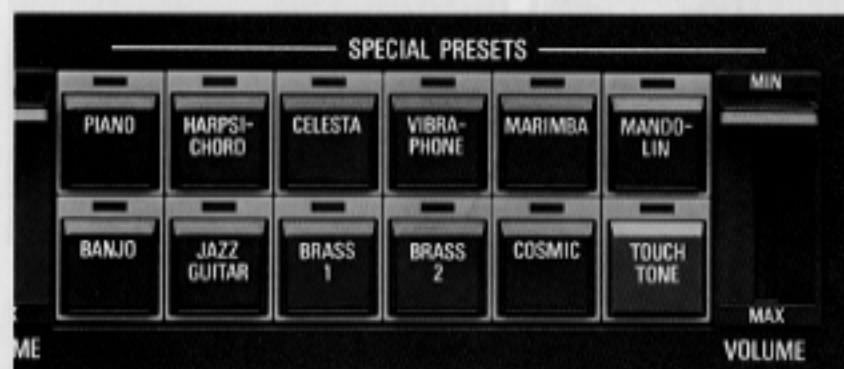 SPECIAL PRESETS
MIN
PIANO
HARPSI-
CHORD
CELESTA
VIBRA-
PHONE
MARIMBA
MANDO-
LIN
BANJO
JAZZ
GUITAR
BRASS
1
BRASS
2
COSMIC
TOUCH
TONE
MAX
ME
VOLUME